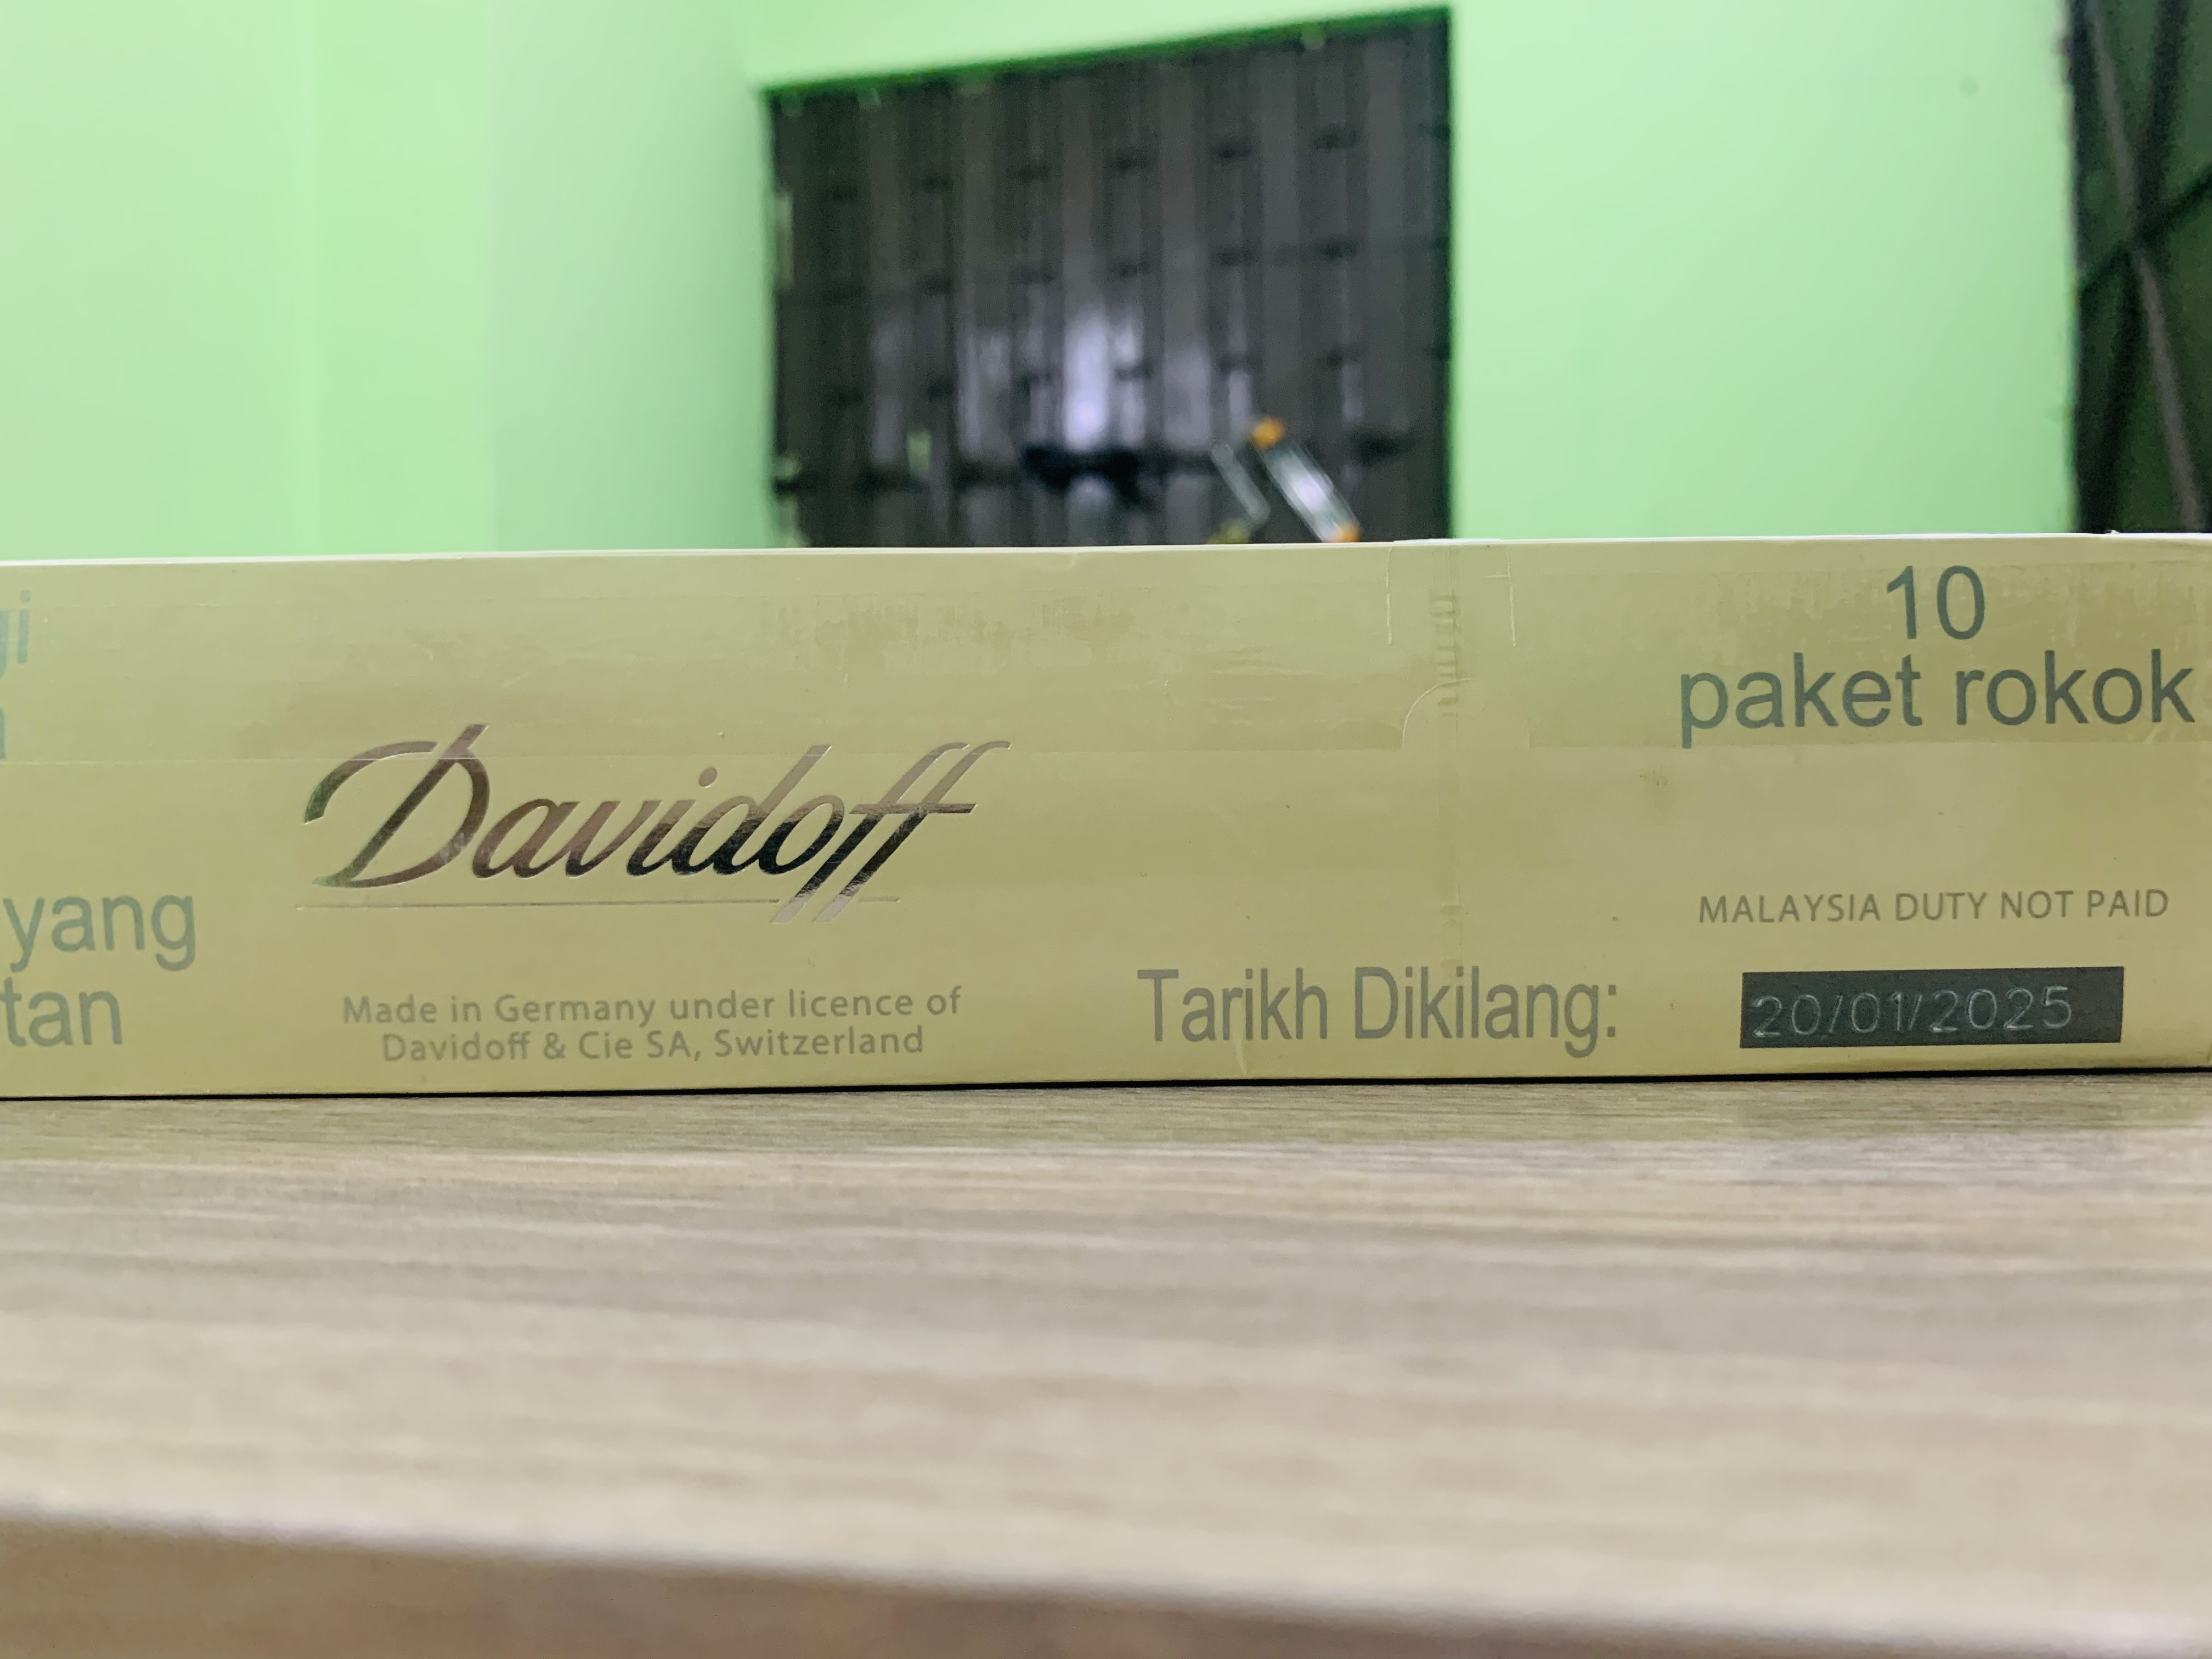 gi
yang
tan
Davidoff
Made in Germany under licence of
Davidoff & Cie SA, Switzerland
10
paket rokok
MALAYSIA DUTY NOT PAID
Tarikh Dikilang:
20/01/2025